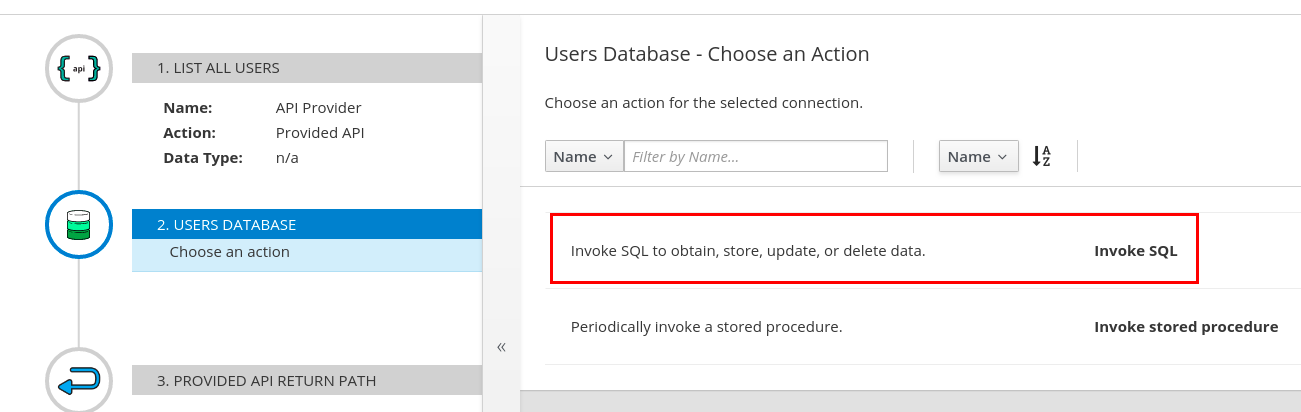 api
1. LIST ALL USERS
Name: API Provider
Action: Provided API
Data Type: n/a
2. USERS DATABASE
Choose an action
3. PROVIDED API RETURN PATH
«
Users Database - Choose an Action
Choose an action for the selected connection.
Name Filter by Name... Name A Z
Invoke SQL to obtain, store, update, or delete data. Invoke SQL
Periodically invoke a stored procedure. Invoke stored procedure